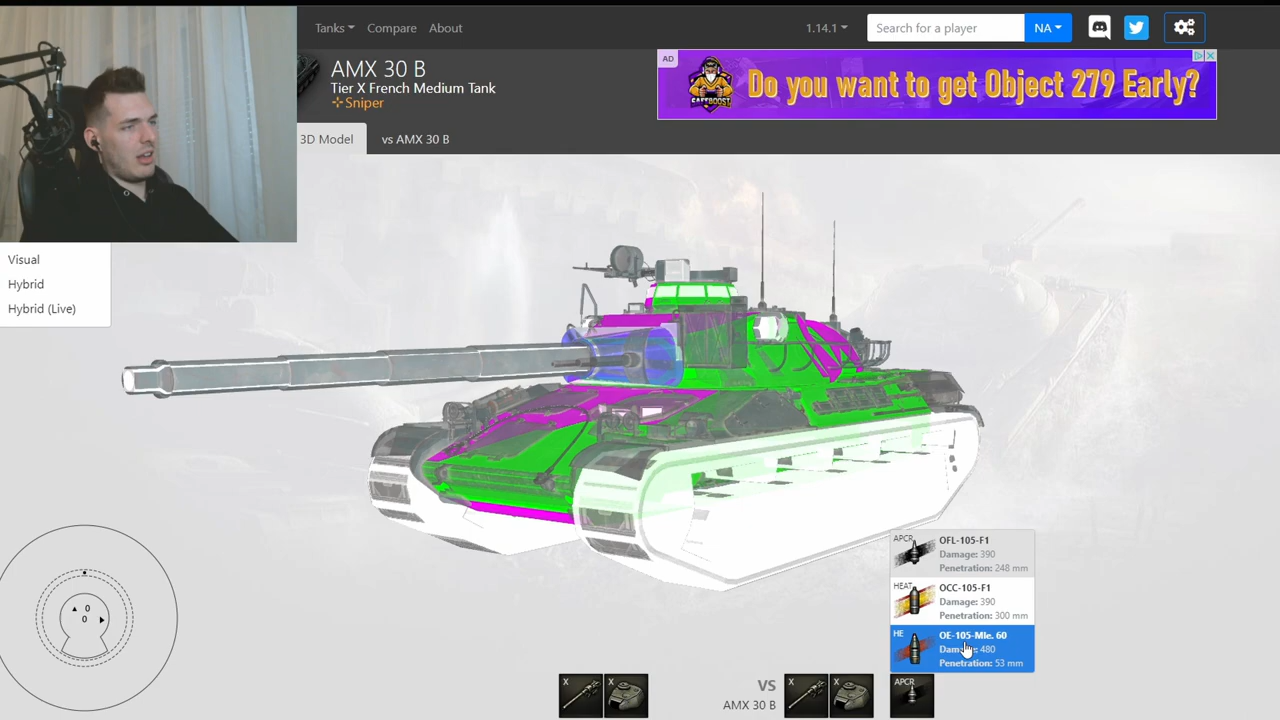 Tanks
Compare
About
1.14.1
Search for a player
NA
AMX 30 B
Tier X French Medium Tank
Sniper
AD
Do you want to get Object 279 Early?
3D Model
vs AMX 30 B
Visual
Hybrid
Hybrid (Live)
APCR
OFL-105-F1
Damage: 390
Penetration: 248 mm
HEAT
OCC-105-F1
Damage: 390
Penetration: 300 mm
HE
OE-105-Mle. 60
480
Penetration: 53 mm
0
0
X
X
VS
AMX 30 B
X
X
APCR